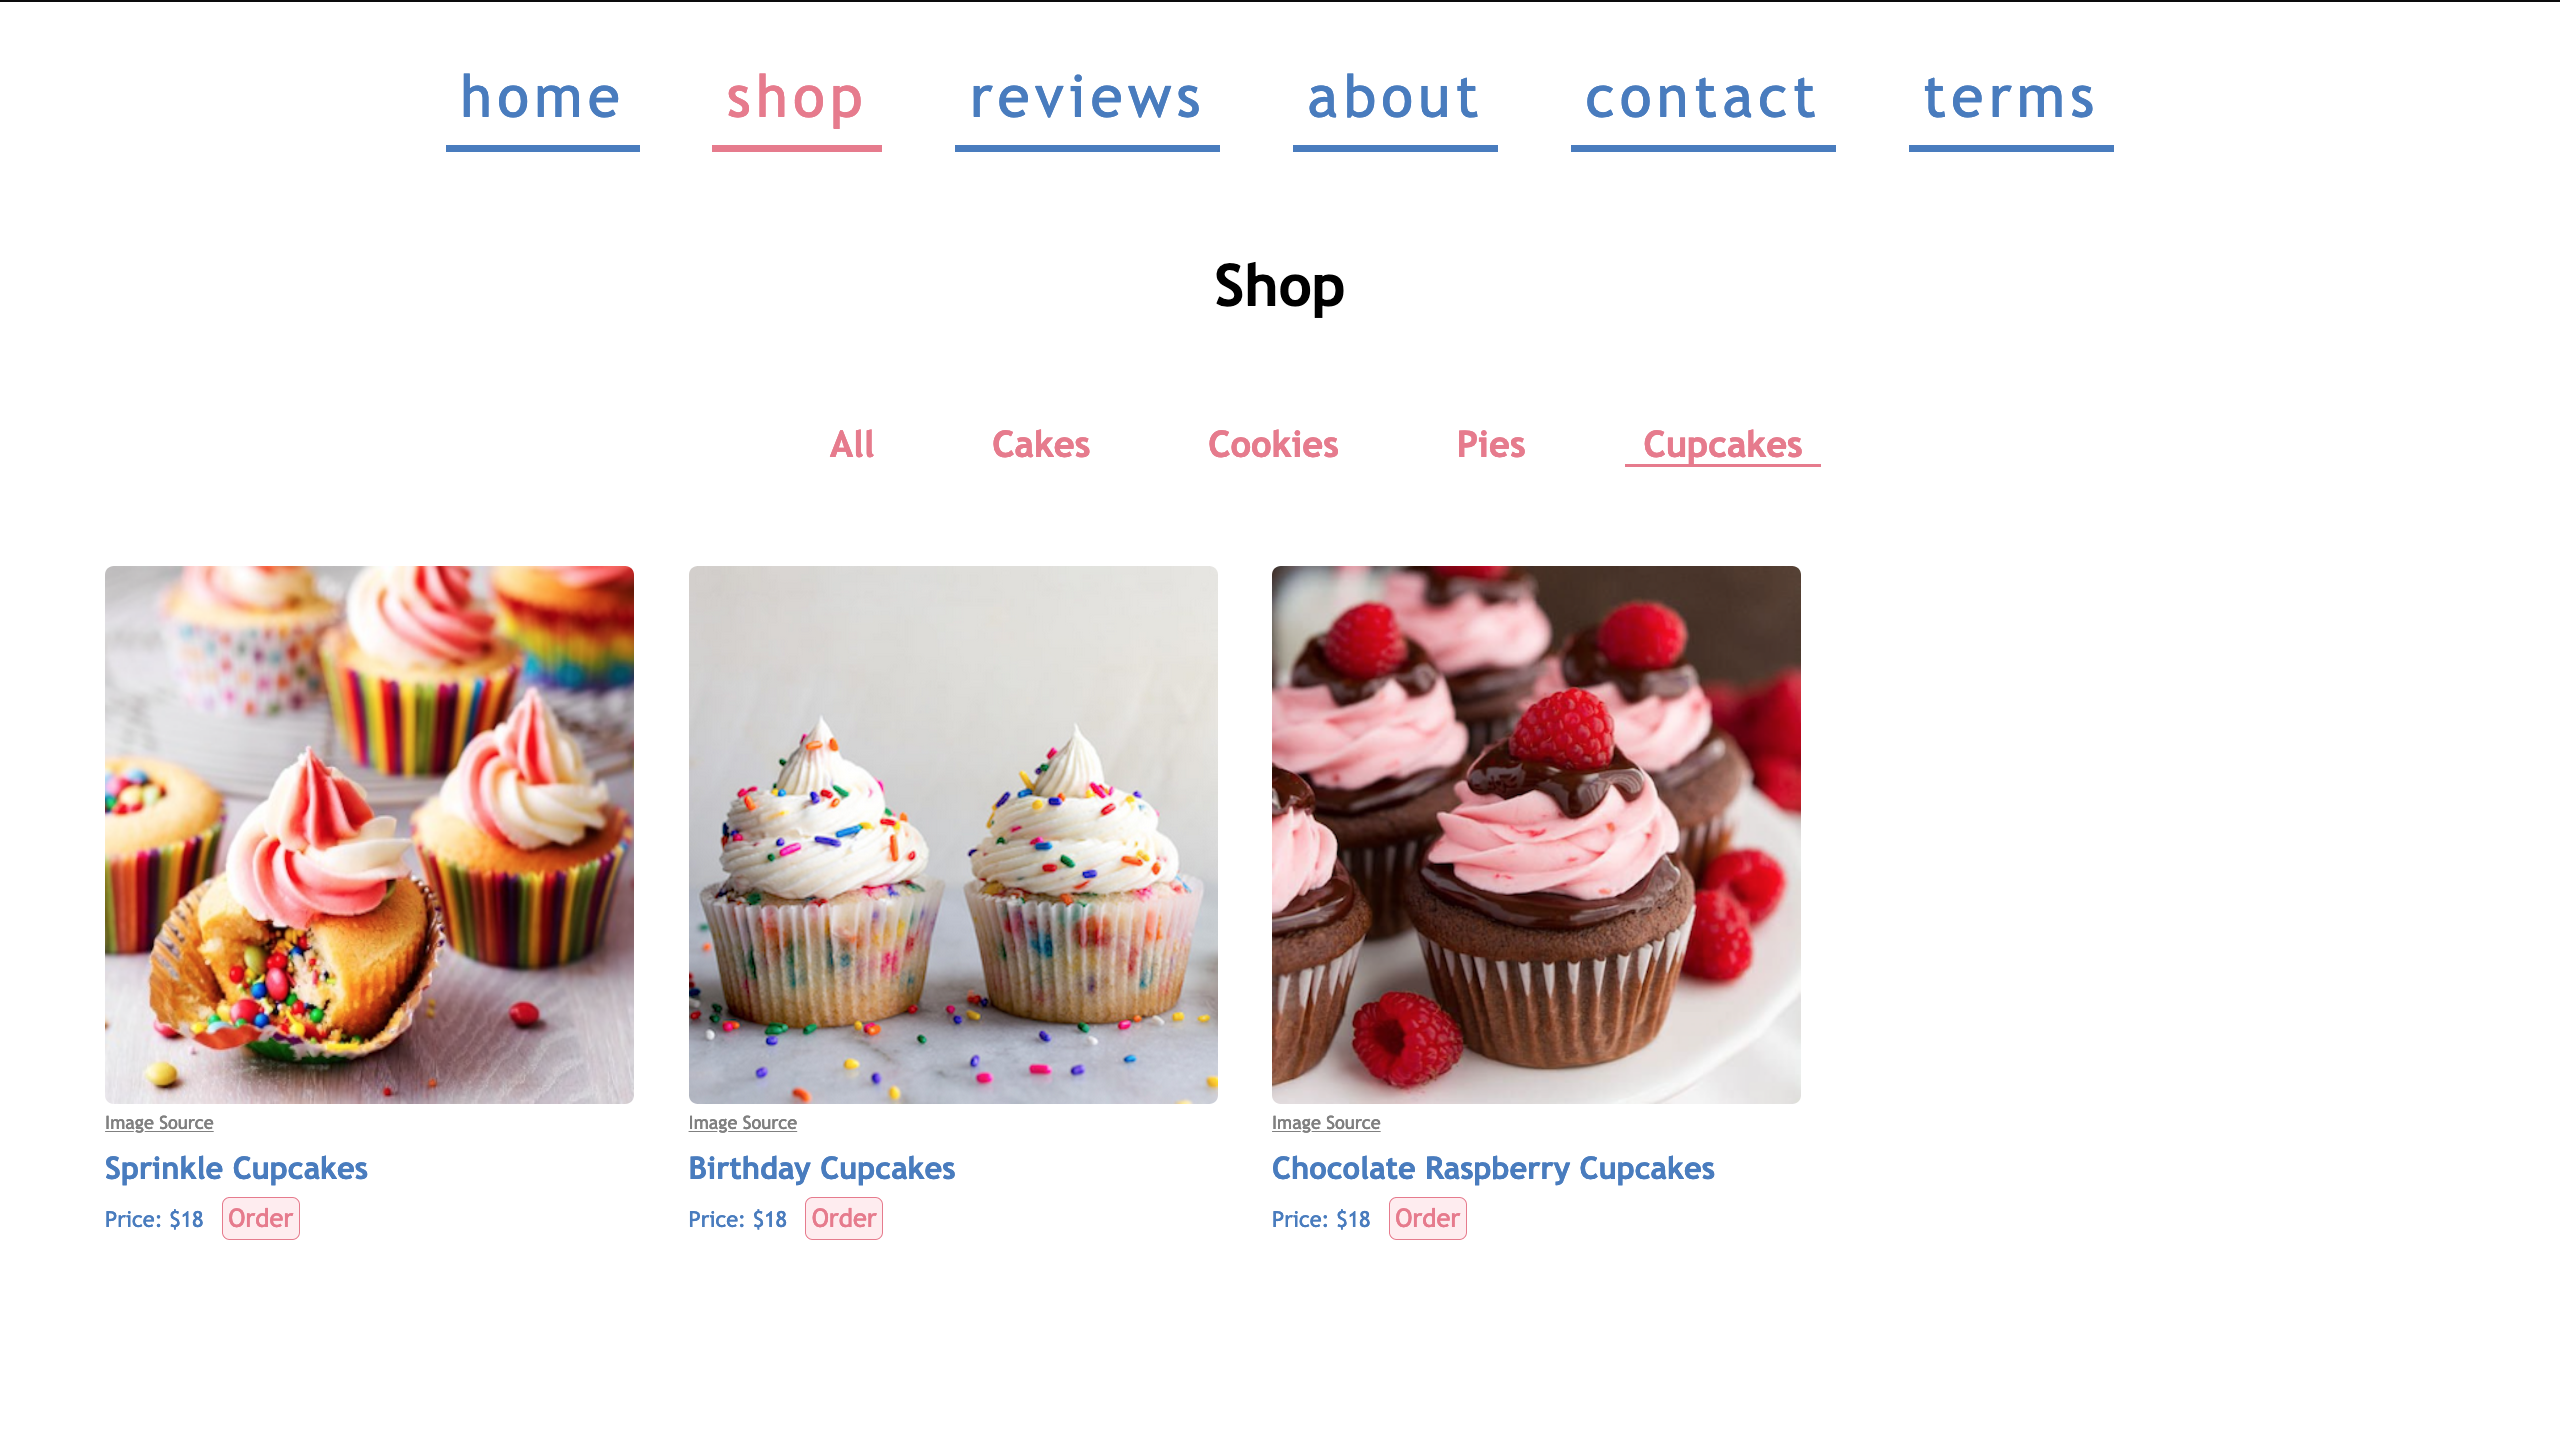 home shop reviews about contact terms
Shop
All Cakes Cookies Pies Cupcakes
Image Source
Sprinkle Cupcakes
Price: $18 Order
Image Source
Birthday Cupcakes
Price: $18 Order
Image Source
Chocolate Raspberry Cupcakes
Price: $18 Order